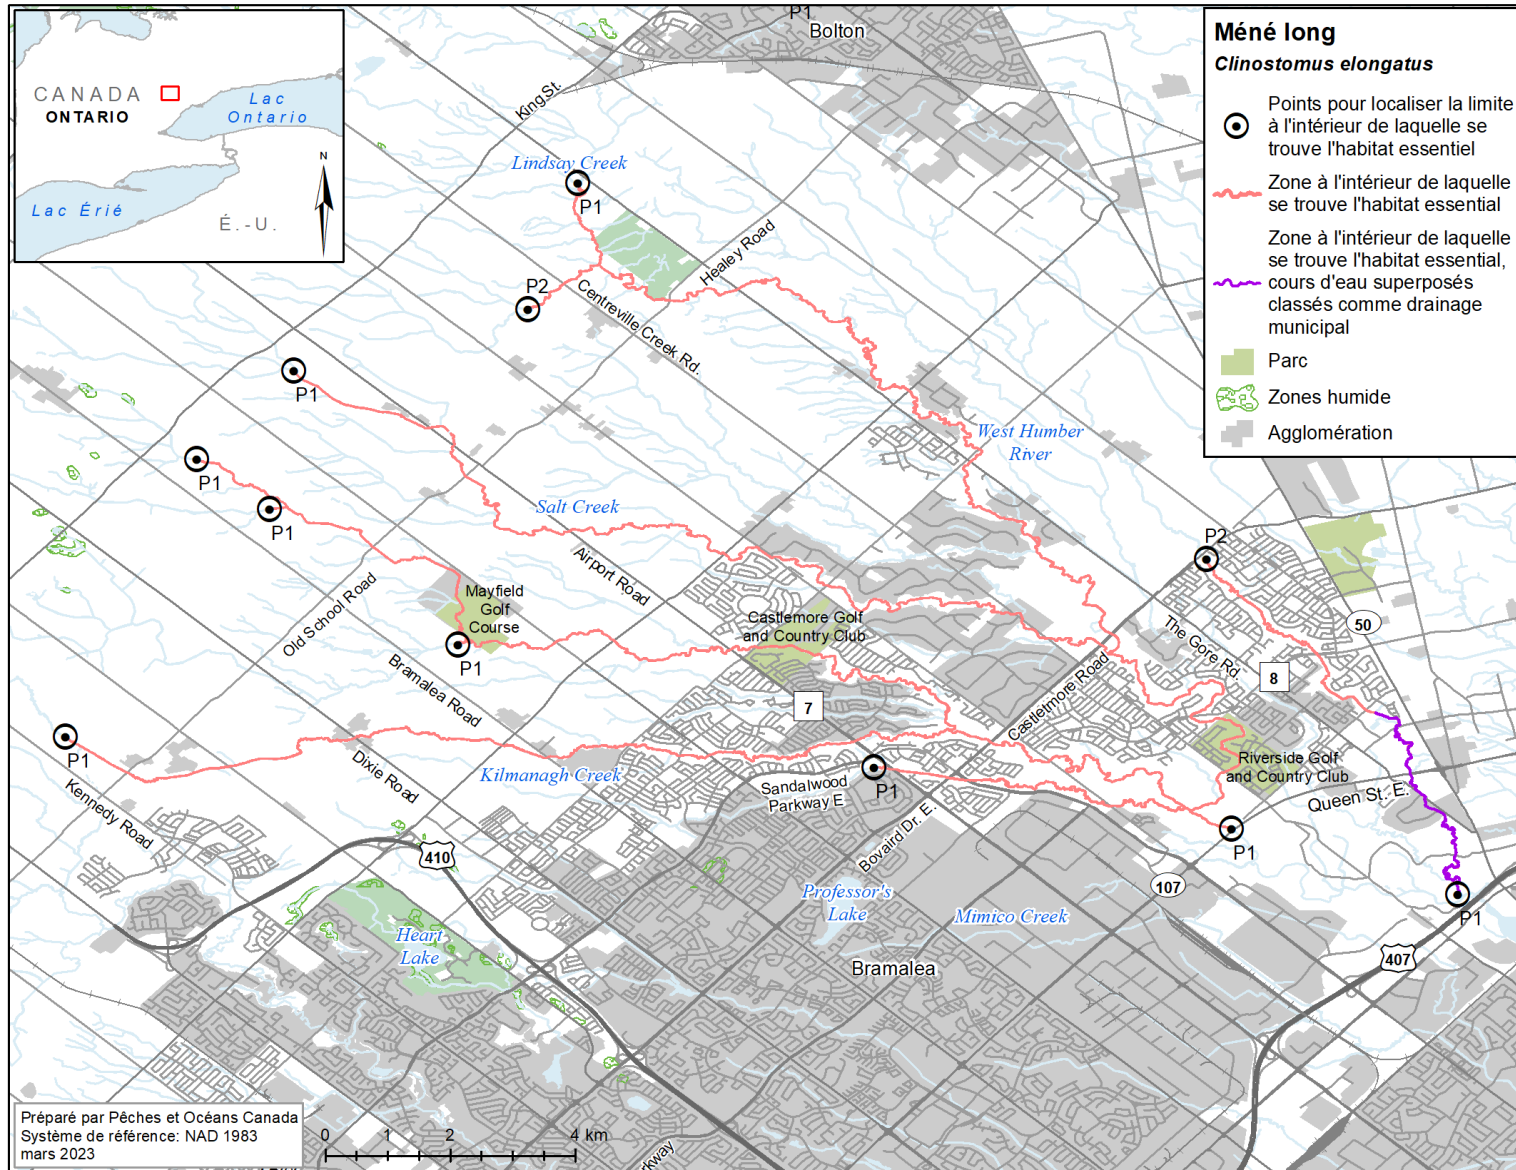 CANADA
ONTARIO
Lac
Ontario
Lac Érié
É.-U.
N
P1
Bolton
King St.
Lindsay Creek
P1
Healey Road
P2
Centreville Creek Rd.
P1
West Humber
River
P1
P1
Salt Creek
Airport Road
P2
Old School Road
Mayfield
Golf
Course
P1
Castlemore Golf
and Country Club
50
The Gore Rd.
8
Bramalea Road
7
Castletmore Road
P1
Dixie Road
Kilmanagh Creek
Sandalwood
Parkway E
P1
Riverside Golf
and Country Club
Queen St. E.
Kennedy Road
Bovaird Dr. E.
P1
410
107
P1
Professor's
Lake
Mimico Creek
Heart
Lake
Bramalea
407
Méné long
Clinostomus elongatus
Points pour localiser la limite
à l'intérieur de laquelle se
trouve l'habitat essentiel
Zone à l'intérieur de laquelle
se trouve l'habitat essential
Zone à l'intérieur de laquelle
se trouve l'habitat essential,
cours d'eau superposés
classés comme drainage
municipal
Parc
Zones humide
Agglomération
Préparé par Pêches et Océans Canada
Système de référence: NAD 1983
mars 2023
0 1 2 4 km